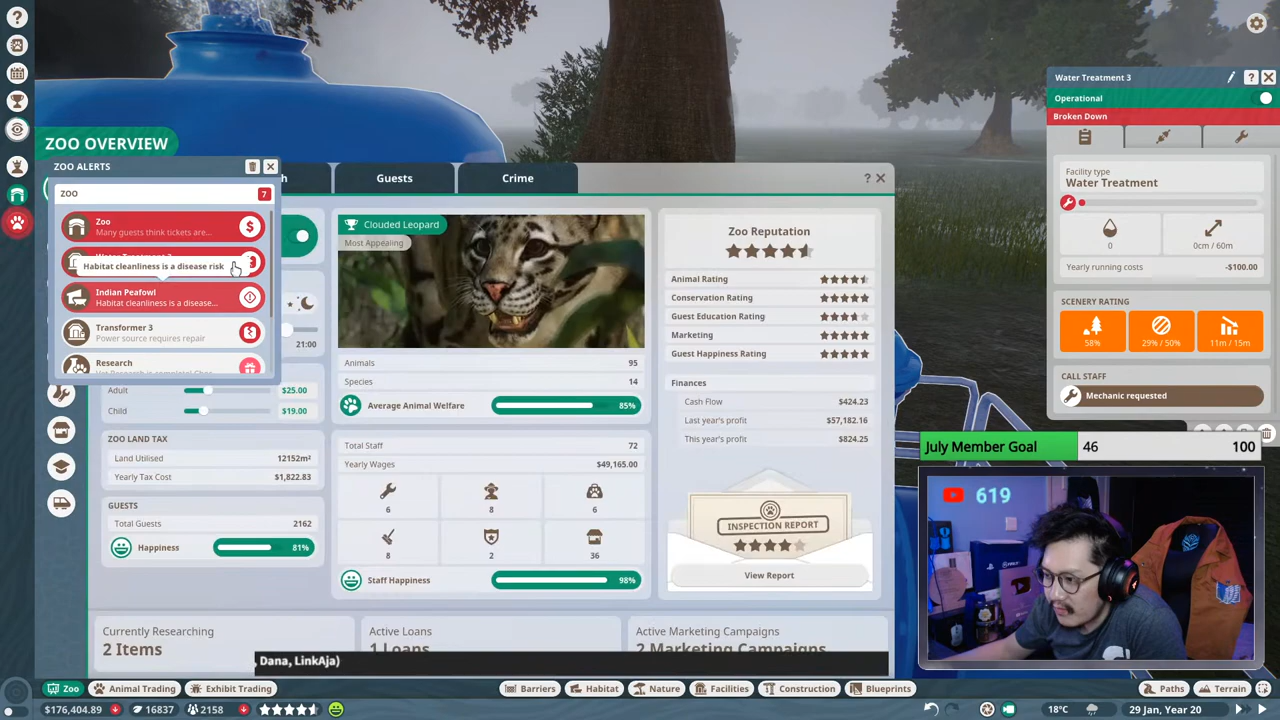 ZOO OVERVIEW
ZOO ALERTS
ZOO
7
Zoo
Many guests think tickets are...
Habitat cleanliness is a disease risk
Indian Peafowl
Habitat cleanliness is a disease...
Transformer 3
Power source requires repair
Research
Guests
Crime
21:00
Adult
$25.00
Child
$19.00
ZOO LAND TAX
Land Utilised
12152m²
Yearly Tax Cost
$1,822.83
GUESTS
Total Guests
2162
Happiness
81%
Clouded Leopard
Most Appealing
Animals
95
Species
14
Average Animal Welfare
85%
Total Staff
72
Yearly Wages
$49,165.00
6
8
6
8
2
36
Staff Happiness
98%
Zoo Reputation
Animal Rating
Conservation Rating
Guest Education Rating
Marketing
Guest Happiness Rating
Finances
Cash Flow
$424.23
Last year's profit
$57,182.16
This year's profit
$824.25
INSPECTION REPORT
View Report
Currently Researching
2 Items
Active Loans
1 Loans
Active Marketing Campaigns
2 Marketing Campaigns
, Dana, LinkAja)
Water Treatment 3
Operational
Broken Down
Facility type
Water Treatment
0
0cm / 60m
Yearly running costs
-$100.00
SCENERY RATING
58%
29% / 50%
11m / 15m
CALL STAFF
Mechanic requested
July Member Goal
46
100
619
Zoo
Animal Trading
Exhibit Trading
Barriers
Habitat
Nature
Facilities
Construction
Blueprints
Paths
Terrain
$176,404.89
16837
2158
18°C
29 Jan, Year 20